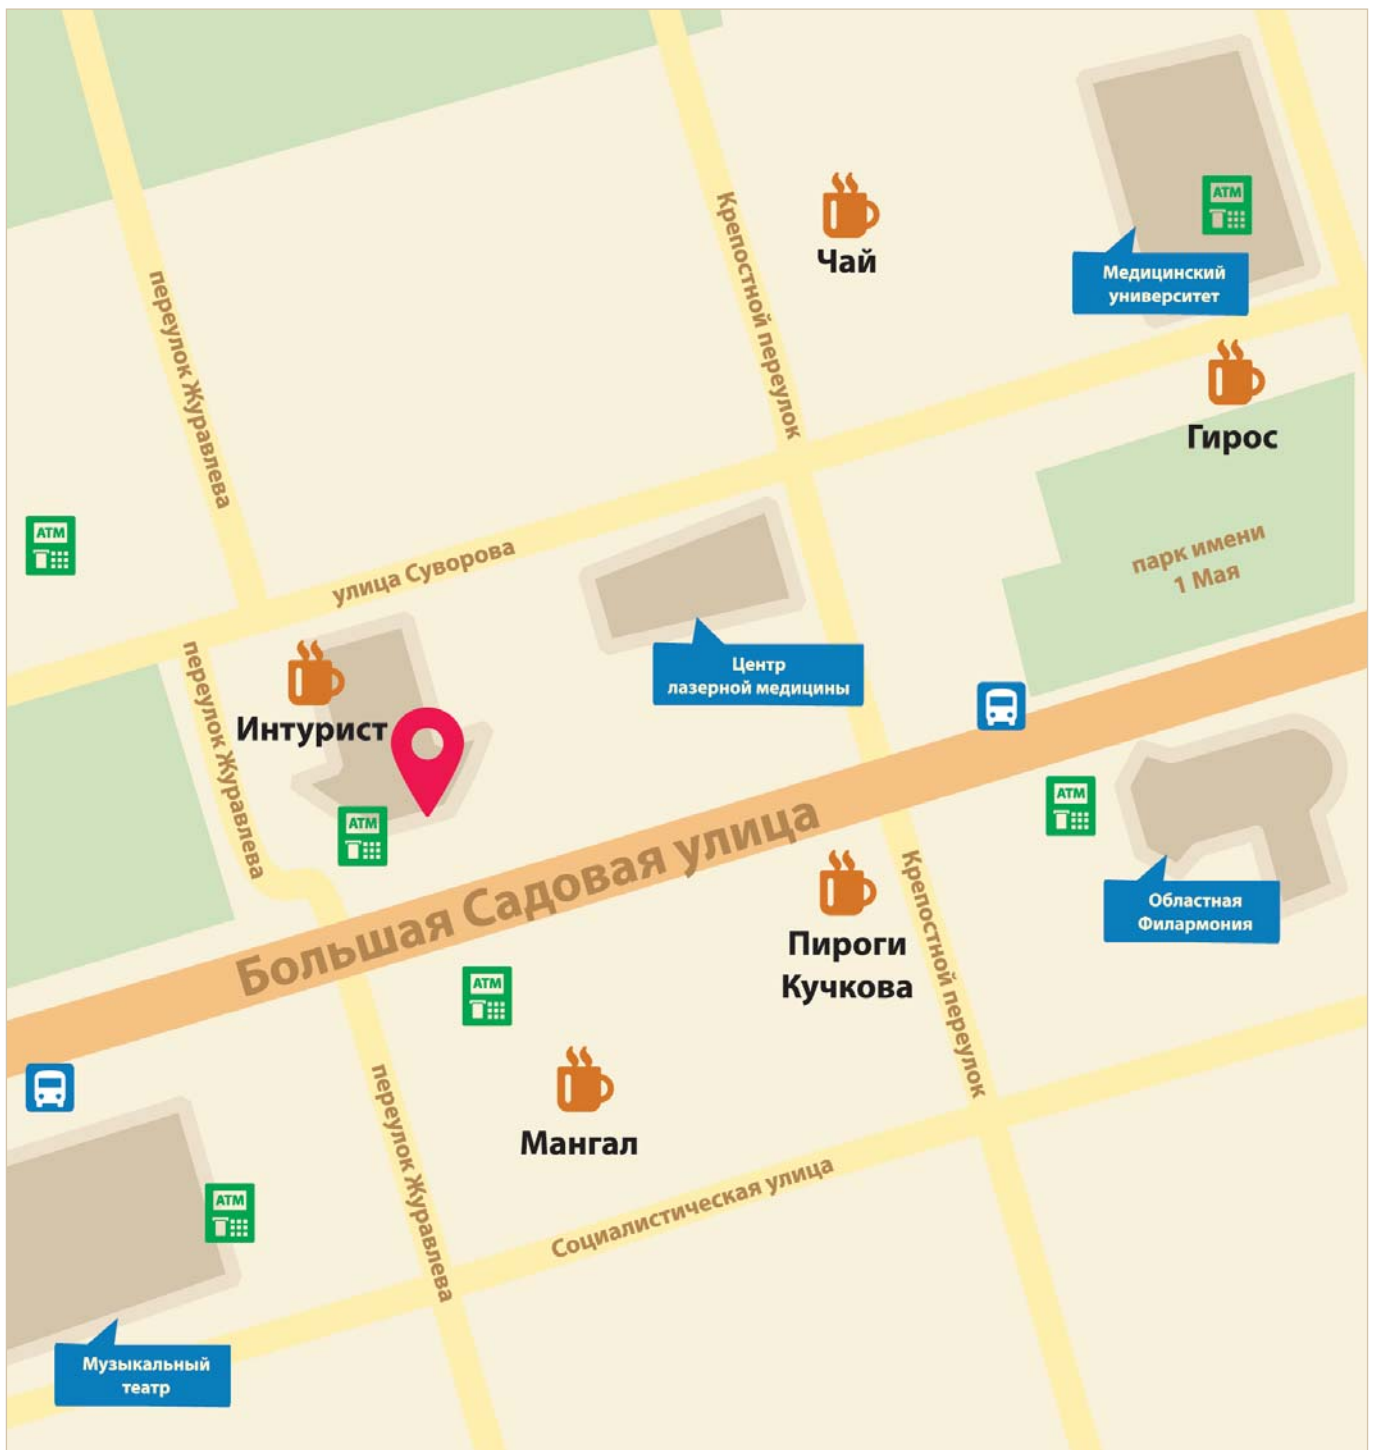 Крепостной переулок
ATM
Чай
Медицинский
университет
переулок Журавлева
Гирос
ATM
парк имени
1 Мая
улица Суворова
переулок Журавлева
Центр
лазерной медицины
Интурист
ATM
ATM
Большая Садовая улица
Крепостной переулок
Областная
Филармония
Пироги
Кучкова
ATM
переулок Журавлева
Мангал
Социалистическая улица
ATM
Музыкальный
театр